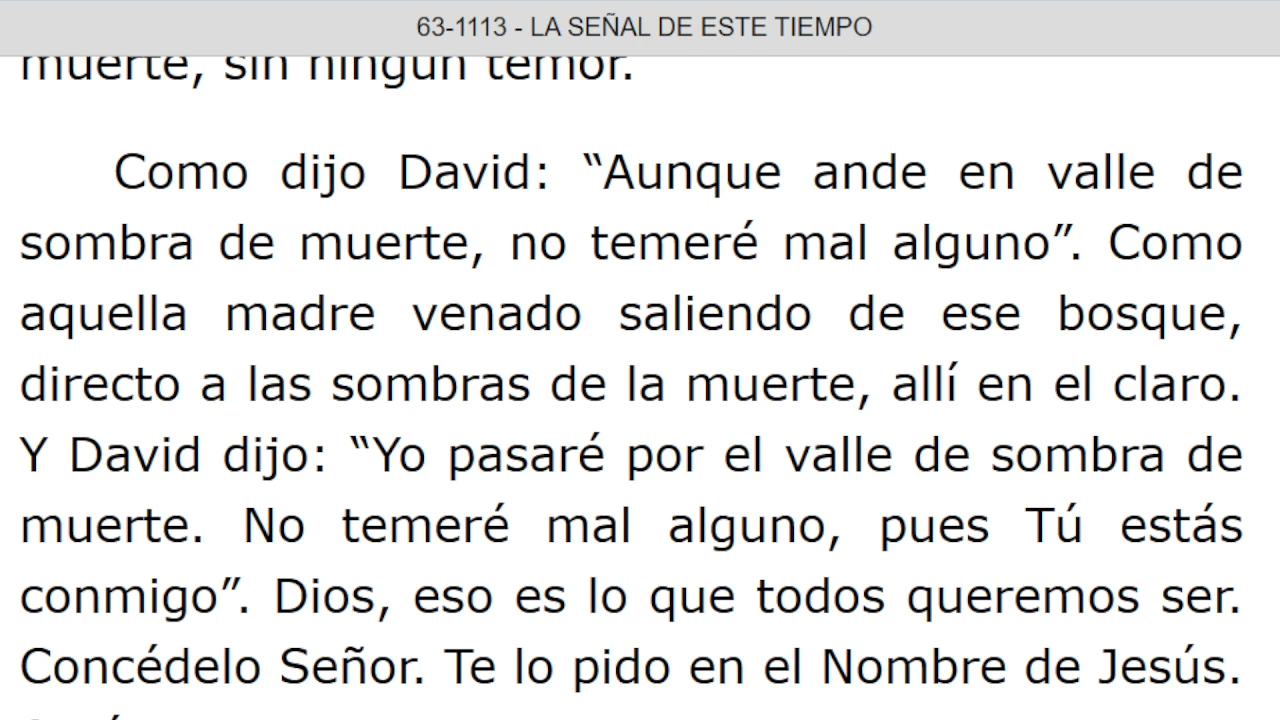 63-1113 - LA SEÑAL DE ESTE TIEMPO
muerte, sin ningún temor.
Como dijo David: “Aunque ande en valle de
sombra de muerte, no temeré mal alguno”. Como
aquella madre venado saliendo de ese bosque,
directo a las sombras de la muerte, allí en el claro.
Y David dijo: “Yo pasaré por el valle de sombra de
muerte. No temeré mal alguno, pues Tú estás
conmigo”. Dios, eso es lo que todos queremos ser.
Concédelo Señor. Te lo pido en el Nombre de Jesús.